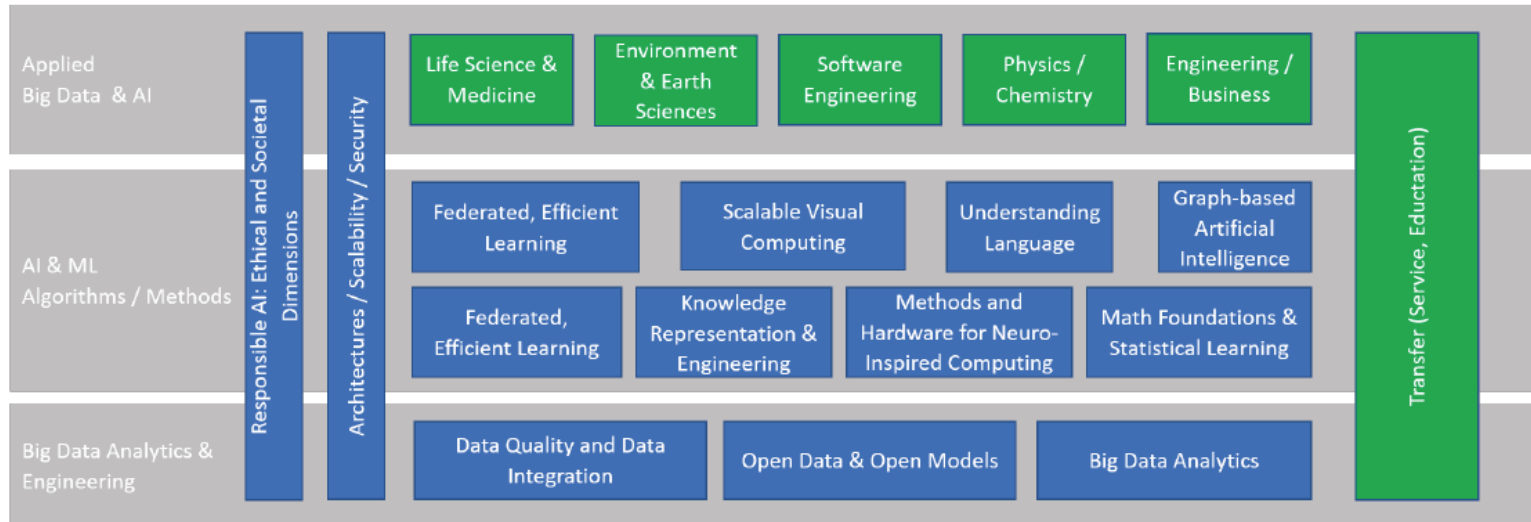 Applied
Big Data & AI
Responsible AI: Ethical and Societal
Dimensions
Architectures / Scalability / Security
Life Science &
Medicine
Environment
& Earth
Sciences
Software
Engineering
Physics /
Chemistry
Engineering /
Business
Transfer (Service, Eductation)
AI & ML
Algorithms / Methods
Federated, Efficient
Learning
Scalable Visual
Computing
Understanding
Language
Graph-based
Artificial
Intelligence
Federated,
Efficient Learning
Knowledge
Representation &
Engineering
Methods and
Hardware for Neuro-
Inspired Computing
Math Foundations &
Statistical Learning
Big Data Analytics &
Engineering
Data Quality and Data
Integration
Open Data & Open Models
Big Data Analytics